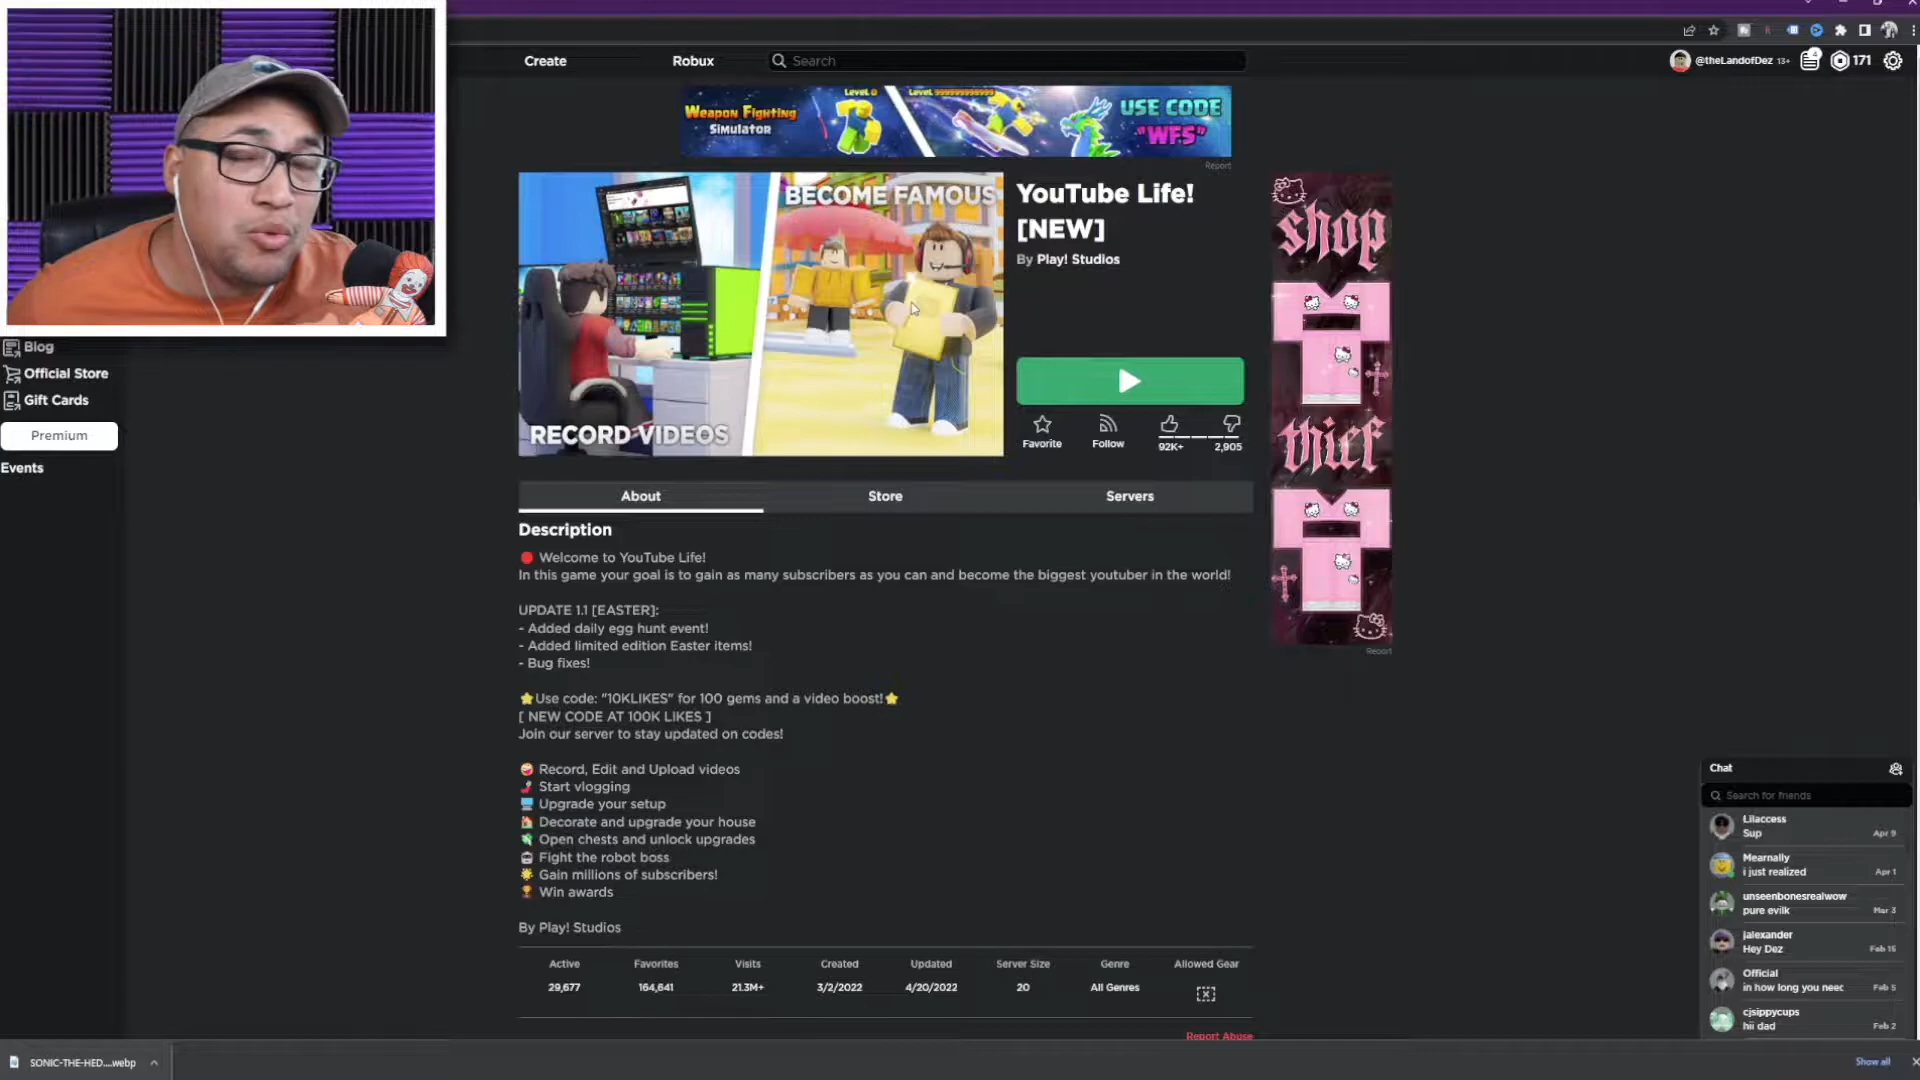 Create
Robux
Search
@theLandofDez 13+
4
171
Weapon Fighting
Simulator
Level 0
Level 999999999999
USE CODE
"WFS"
Report
RECORD VIDEOS
BECOME FAMOUS
YouTube Life!
[NEW]
By Play! Studios
Favorite
Follow
92K+
2,905
shop
thief
Report
Blog
Official Store
Gift Cards
Premium
Events
About
Store
Servers
Description
Welcome to YouTube Life!
In this game your goal is to gain as many subscribers as you can and become the biggest youtuber in the world!
UPDATE 1.1 [EASTER]:
- Added daily egg hunt event!
- Added limited edition Easter items!
- Bug fixes!
Use code: "10KLIKES" for 100 gems and a video boost!
[ NEW CODE AT 100K LIKES ]
Join our server to stay updated on codes!
Record, Edit and Upload videos
Start vlogging
Upgrade your setup
Decorate and upgrade your house
Open chests and unlock upgrades
Fight the robot boss
Gain millions of subscribers!
Win awards
By Play! Studios
Active
Favorites
Visits
Created
Updated
Server Size
Genre
Allowed Gear
29,677
164,641
21.3M+
3/2/2022
4/20/2022
20
All Genres
Report Abuse
Chat
Search for friends
Lilaccess
Sup
Apr 9
Mearnally
i just realized
Apr 1
unseenbonesrealwow
pure evilk
Mar 3
jalexander
Hey Dez
Feb 15
Official
in how long you need
Feb 5
cjsippycups
hii dad
Feb 2
SONIC-THE-HED....webp
Show all